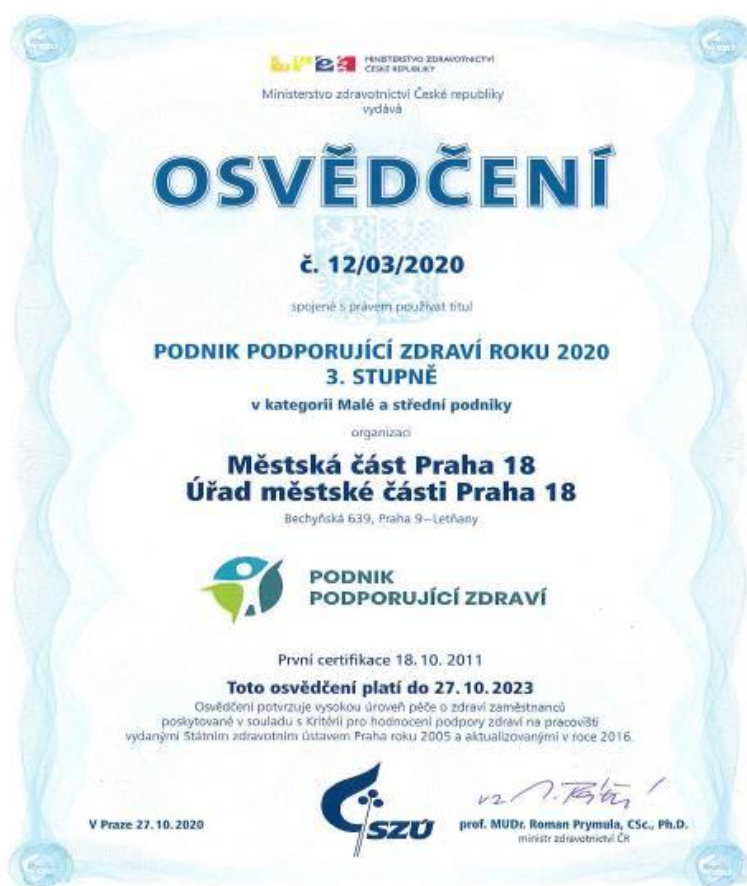 MINISTERSTVO ZDRAVOTNICTVÍ
ČESKÉ REPUBLIKY
Ministerstvo zdravotnictví České republiky
vydává
OSVĚDČENÍ
č. 12/03/2020
spojené s právem používat titul
PODNIK PODPORUJÍCÍ ZDRAVÍ ROKU 2020
3. STUPNĚ
v kategorii Malé a střední podniky
organizaci
Městská část Praha 18
Úřad městské části Praha 18
Bechyňská 639, Praha 9–Letňany
PODNIK
PODPORUJÍCÍ ZDRAVÍ
První certifikace 18. 10. 2011
Toto osvědčení platí do 27. 10. 2023
Osvědčení potvrzuje vysokou úroveň péče o zdraví zaměstnanců
poskytované v souladu s Kritérii pro hodnocení podpory zdraví na pracovišti
vydanými Státním zdravotním ústavem Praha roku 2005 a aktualizovanými v roce 2016.
V Praze 27. 10. 2020
SZÚ
vz
prof. MUDr. Roman Prymula, CSc., Ph.D.
ministr zdravotnictví ČR